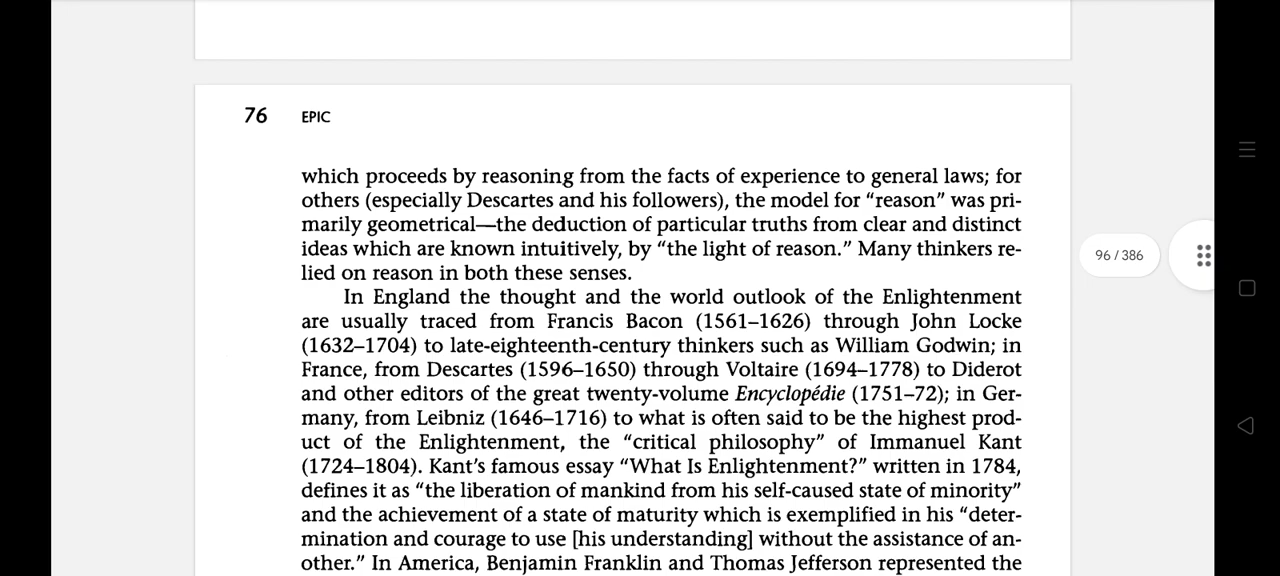 76 EPIC
which proceeds by reasoning from the facts of experience to general laws; for
others (especially Descartes and his followers), the model for “reason” was pri-
marily geometrical—the deduction of particular truths from clear and distinct
ideas which are known intuitively, by “the light of reason.” Many thinkers re-
lied on reason in both these senses.
In England the thought and the world outlook of the Enlightenment
are usually traced from Francis Bacon (1561–1626) through John Locke
(1632–1704) to late-eighteenth-century thinkers such as William Godwin; in
France, from Descartes (1596–1650) through Voltaire (1694–1778) to Diderot
and other editors of the great twenty-volume Encyclopédie (1751–72); in Ger-
many, from Leibniz (1646–1716) to what is often said to be the highest prod-
uct of the Enlightenment, the “critical philosophy” of Immanuel Kant
(1724–1804). Kant’s famous essay “What Is Enlightenment?” written in 1784,
defines it as “the liberation of mankind from his self-caused state of minority”
and the achievement of a state of maturity which is exemplified in his “deter-
mination and courage to use [his understanding] without the assistance of an-
other.” In America, Benjamin Franklin and Thomas Jefferson represented the
96 / 386